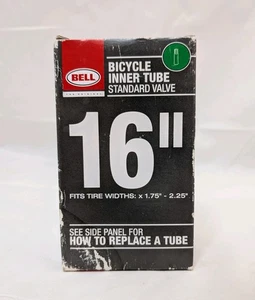 BELL
BICYCLE
INNER TUBE
STANDARD VALVE
16"
FITS TIRE WIDTHS: x 1.75" - 2.25"
SEE SIDE PANEL FOR
HOW TO REPLACE A TUBE